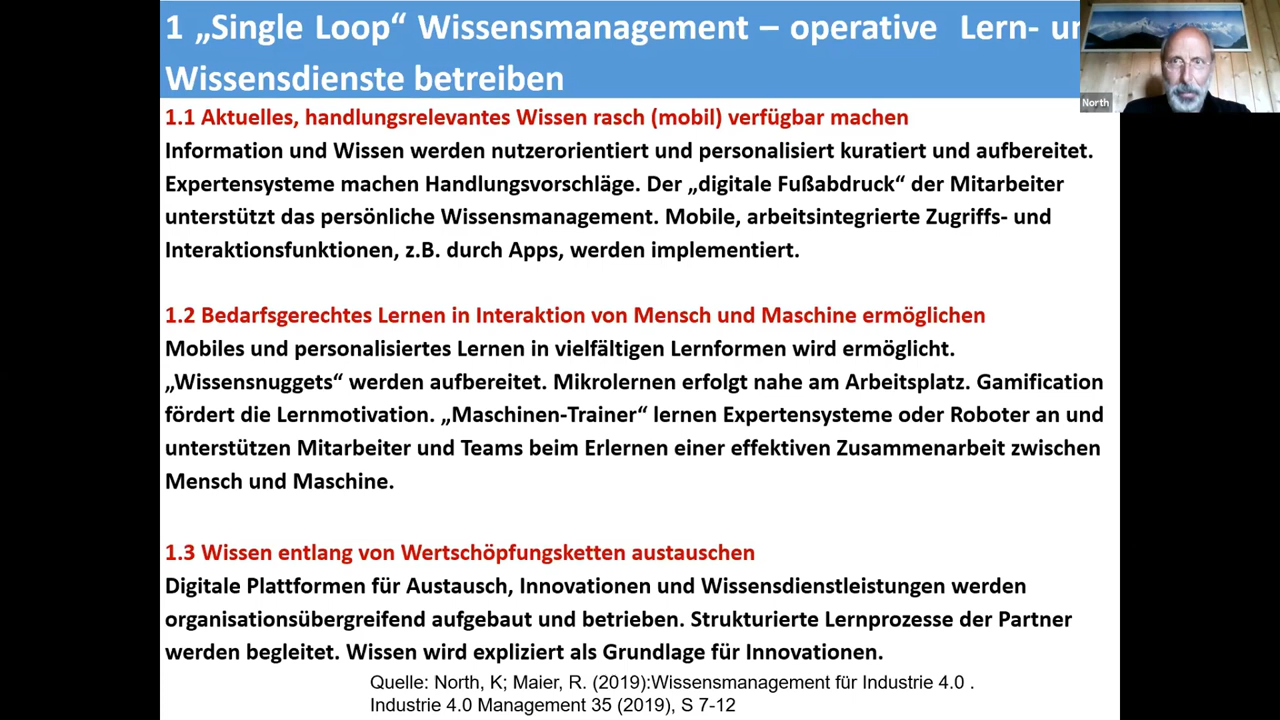 1 „Single Loop“ Wissensmanagement – operative Lern- un
Wissensdienste betreiben
North
1.1 Aktuelles, handlungsrelevantes Wissen rasch (mobil) verfügbar machen
Information und Wissen werden nutzerorientiert und personalisiert kuratiert und aufbereitet.
Expertensysteme machen Handlungsvorschläge. Der „digitale Fußabdruck“ der Mitarbeiter
unterstützt das persönliche Wissensmanagement. Mobile, arbeitsintegrierte Zugriffs- und
Interaktionsfunktionen, z.B. durch Apps, werden implementiert.
1.2 Bedarfsgerechtes Lernen in Interaktion von Mensch und Maschine ermöglichen
Mobiles und personalisiertes Lernen in vielfältigen Lernformen wird ermöglicht.
„Wissensnuggets“ werden aufbereitet. Mikrolernen erfolgt nahe am Arbeitsplatz. Gamification
fördert die Lernmotivation. „Maschinen-Trainer“ lernen Expertensysteme oder Roboter an und
unterstützen Mitarbeiter und Teams beim Erlernen einer effektiven Zusammenarbeit zwischen
Mensch und Maschine.
1.3 Wissen entlang von Wertschöpfungsketten austauschen
Digitale Plattformen für Austausch, Innovationen und Wissensdienstleistungen werden
organisationsübergreifend aufgebaut und betrieben. Strukturierte Lernprozesse der Partner
werden begleitet. Wissen wird expliziert als Grundlage für Innovationen.
Quelle: North, K; Maier, R. (2019):Wissensmanagement für Industrie 4.0 .
Industrie 4.0 Management 35 (2019), S 7-12